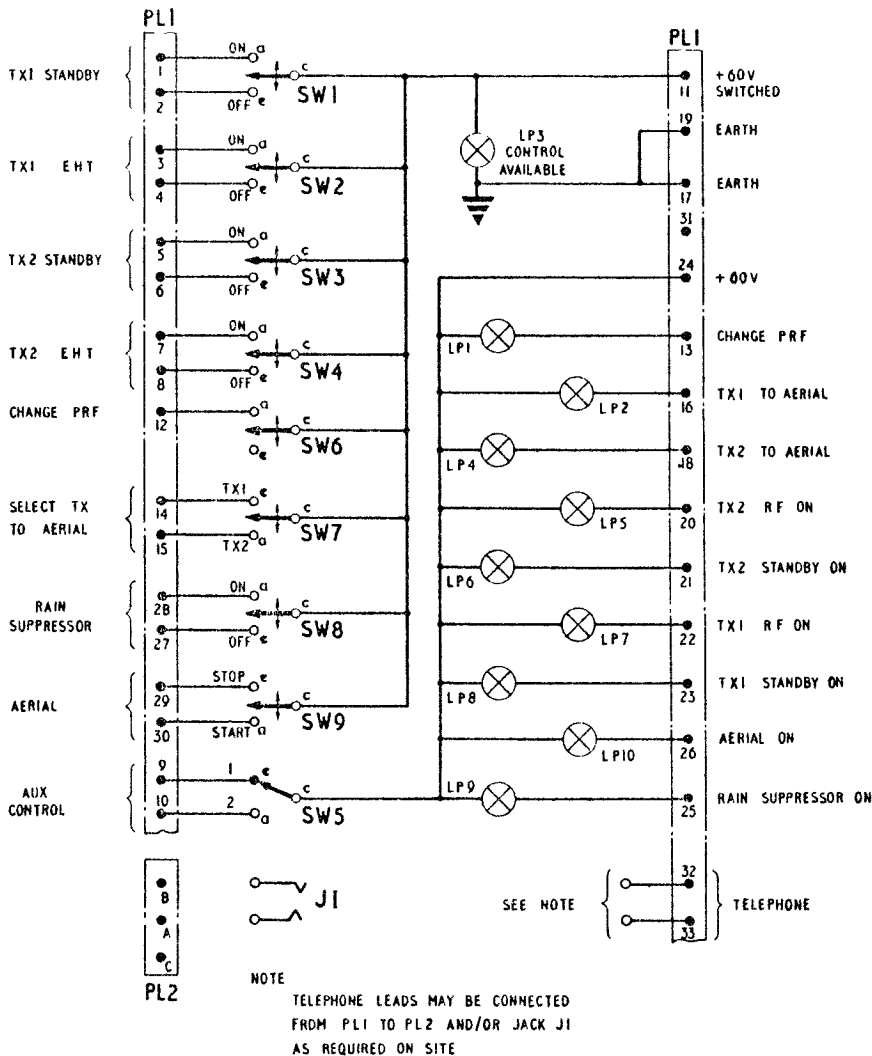 PL1
PL1
TX1 STANDBY
1
ON a
c
2
OFF e
SW1
11
+60V
SWITCHED
LP3
CONTROL
AVAILABLE
19
EARTH
TX1 EHT
3
ON a
c
4
OFF e
SW2
17
EARTH
31
TX2 STANDBY
5
ON a
c
6
OFF e
SW3
24
+60V
TX2 EHT
7
ON a
c
8
OFF e
SW4
LP1
13
CHANGE PRF
CHANGE PRF
12
a
c
e
SW6
LP2
16
TX1 TO AERIAL
LP4
18
TX2 TO AERIAL
SELECT TX
TO AERIAL
14
TX1 e
c
15
TX2 a
SW7
LP5
20
TX2 RF ON
LP6
21
TX2 STANDBY ON
RAIN
SUPPRESSOR
28
ON a
c
27
OFF e
SW8
LP7
22
TX1 RF ON
AERIAL
29
STOP e
c
30
START a
SW9
LP8
23
TX1 STANDBY ON
LP10
26
AERIAL ON
AUX
CONTROL
9
1
e
c
10
2
a
SW5
LP9
25
RAIN SUPPRESSOR ON
B
A
C
PL2
J1
SEE NOTE
32
33
TELEPHONE
NOTE
TELEPHONE LEADS MAY BE CONNECTED
FROM PL1 TO PL2 AND/OR JACK J1
AS REQUIRED ON SITE